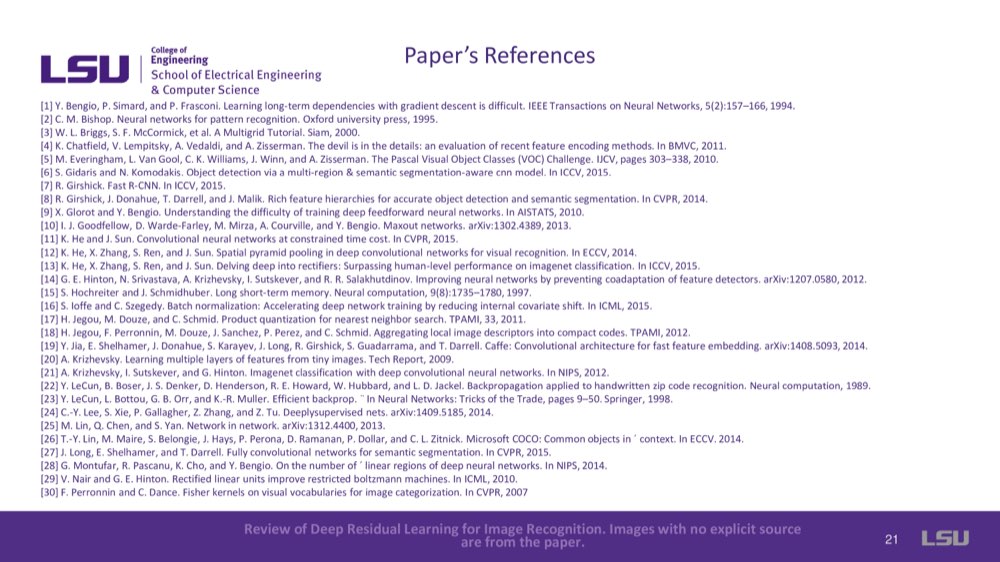 LSU
College of
Engineering
School of Electrical Engineering
& Computer Science
Paper’s References
[1] Y. Bengio, P. Simard, and P. Frasconi. Learning long-term dependencies with gradient descent is difficult. IEEE Transactions on Neural Networks, 5(2):157–166, 1994.
[2] C. M. Bishop. Neural networks for pattern recognition. Oxford university press, 1995.
[3] W. L. Briggs, S. F. McCormick, et al. A Multigrid Tutorial. Siam, 2000.
[4] K. Chatfield, V. Lempitsky, A. Vedaldi, and A. Zisserman. The devil is in the details: an evaluation of recent feature encoding methods. In BMVC, 2011.
[5] M. Everingham, L. Van Gool, C. K. Williams, J. Winn, and A. Zisserman. The Pascal Visual Object Classes (VOC) Challenge. IJCV, pages 303–338, 2010.
[6] S. Gidaris and N. Komodakis. Object detection via a multi-region & semantic segmentation-aware cnn model. In ICCV, 2015.
[7] R. Girshick. Fast R-CNN. In ICCV, 2015.
[8] R. Girshick, J. Donahue, T. Darrell, and J. Malik. Rich feature hierarchies for accurate object detection and semantic segmentation. In CVPR, 2014.
[9] X. Glorot and Y. Bengio. Understanding the difficulty of training deep feedforward neural networks. In AISTATS, 2010.
[10] I. J. Goodfellow, D. Warde-Farley, M. Mirza, A. Courville, and Y. Bengio. Maxout networks. arXiv:1302.4389, 2013.
[11] K. He and J. Sun. Convolutional neural networks at constrained time cost. In CVPR, 2015.
[12] K. He, X. Zhang, S. Ren, and J. Sun. Spatial pyramid pooling in deep convolutional networks for visual recognition. In ECCV, 2014.
[13] K. He, X. Zhang, S. Ren, and J. Sun. Delving deep into rectifiers: Surpassing human-level performance on imagenet classification. In ICCV, 2015.
[14] G. E. Hinton, N. Srivastava, A. Krizhevsky, I. Sutskever, and R. R. Salakhutdinov. Improving neural networks by preventing coadaptation of feature detectors. arXiv:1207.0580, 2012.
[15] S. Hochreiter and J. Schmidhuber. Long short-term memory. Neural computation, 9(8):1735–1780, 1997.
[16] S. Ioffe and C. Szegedy. Batch normalization: Accelerating deep network training by reducing internal covariate shift. In ICML, 2015.
[17] H. Jegou, M. Douze, and C. Schmid. Product quantization for nearest neighbor search. TPAMI, 33, 2011.
[18] H. Jegou, F. Perronnin, M. Douze, J. Sanchez, P. Perez, and C. Schmid. Aggregating local image descriptors into compact codes. TPAMI, 2012.
[19] Y. Jia, E. Shelhamer, J. Donahue, S. Karayev, J. Long, R. Girshick, S. Guadarrama, and T. Darrell. Caffe: Convolutional architecture for fast feature embedding. arXiv:1408.5093, 2014.
[20] A. Krizhevsky. Learning multiple layers of features from tiny images. Tech Report, 2009.
[21] A. Krizhevsky, I. Sutskever, and G. Hinton. Imagenet classification with deep convolutional neural networks. In NIPS, 2012.
[22] Y. LeCun, B. Boser, J. S. Denker, D. Henderson, R. E. Howard, W. Hubbard, and L. D. Jackel. Backpropagation applied to handwritten zip code recognition. Neural computation, 1989.
[23] Y. LeCun, L. Bottou, G. B. Orr, and K.-R. Muller. Efficient backprop. ¨ In Neural Networks: Tricks of the Trade, pages 9–50. Springer, 1998.
[24] C.-Y. Lee, S. Xie, P. Gallagher, Z. Zhang, and Z. Tu. Deeplysupervised nets. arXiv:1409.5185, 2014.
[25] M. Lin, Q. Chen, and S. Yan. Network in network. arXiv:1312.4400, 2013.
[26] T.-Y. Lin, M. Maire, S. Belongie, J. Hays, P. Perona, D. Ramanan, P. Dollar, and C. L. Zitnick. Microsoft COCO: Common objects in ´ context. In ECCV. 2014.
[27] J. Long, E. Shelhamer, and T. Darrell. Fully convolutional networks for semantic segmentation. In CVPR, 2015.
[28] G. Montufar, R. Pascanu, K. Cho, and Y. Bengio. On the number of ´ linear regions of deep neural networks. In NIPS, 2014.
[29] V. Nair and G. E. Hinton. Rectified linear units improve restricted boltzmann machines. In ICML, 2010.
[30] F. Perronnin and C. Dance. Fisher kernels on visual vocabularies for image categorization. In CVPR, 2007
Review of Deep Residual Learning for Image Recognition. Images with no explicit source
are from the paper.
21
LSU